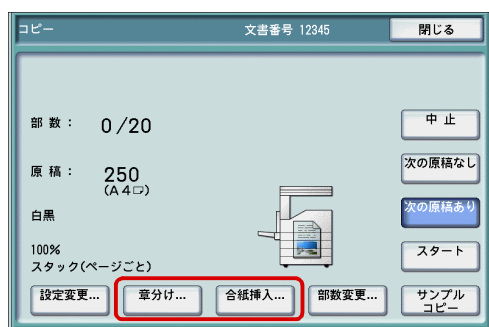 コピー 文書番号 12345 閉じる
部 数 : 0/20 中 止
次の原稿なし
原 稿 : 250
(A4▭)
次の原稿あり
白黒
100% スタート
スタック(ページごと)
設定変更... 章分け... 合紙挿入... 部数変更... サンプル
コピー